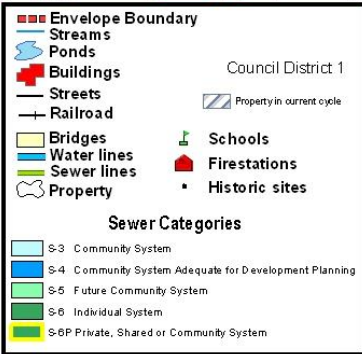 Envelope Boundary
Streams
Ponds
Buildings
Streets
Railroad
Council District 1
Property in current cycle
Bridges
Water lines
Sewer lines
Property
Schools
Firestations
Historic sites
Sewer Categories
S-3 Community System
S-4 Community System Adequate for Development Planning
S-5 Future Community System
S-6 Individual System
S-6P Private, Shared or Community System